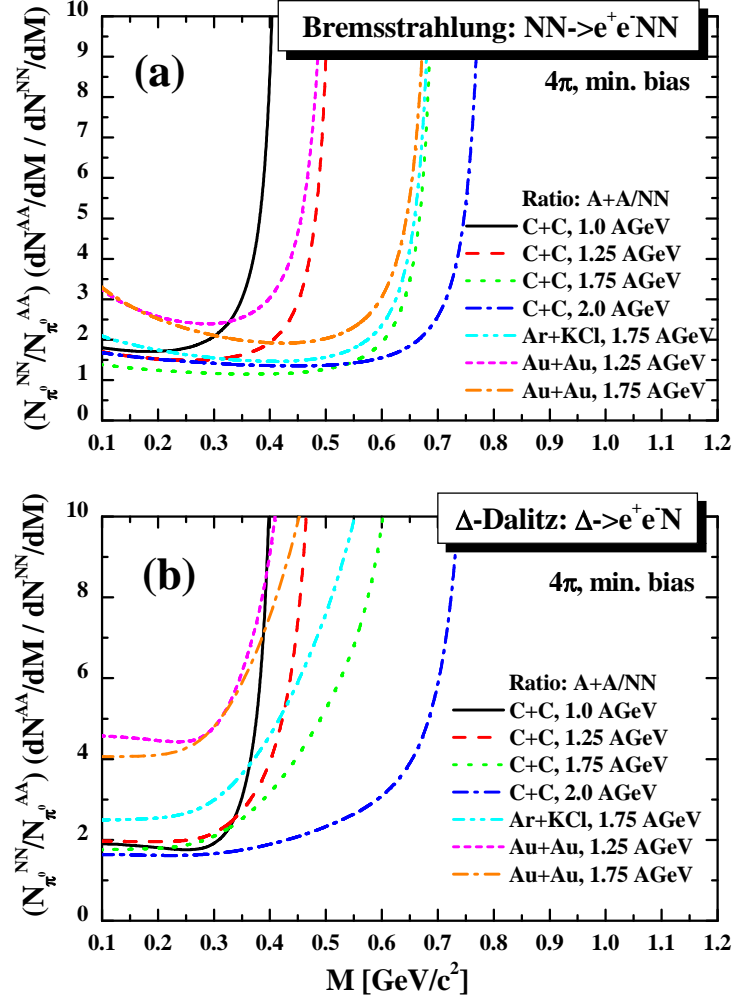 Bremsstrahlung: NN->e⁺e⁻NN
(a)
4π, min. bias
10
9
8
7
6
5
4
3
2
1
0
(N_π⁰^NN/N_π⁰^AA) (dN^AA/dM / dN^NN/dM)
Ratio: A+A/NN
C+C, 1.0 AGeV
C+C, 1.25 AGeV
C+C, 1.75 AGeV
C+C, 2.0 AGeV
Ar+KCl, 1.75 AGeV
Au+Au, 1.25 AGeV
Au+Au, 1.75 AGeV
0.1 0.2 0.3 0.4 0.5 0.6 0.7 0.8 0.9 1.0 1.1 1.2
Δ-Dalitz: Δ->e⁺e⁻N
(b)
4π, min. bias
10
8
6
4
2
0
(N_π⁰^NN/N_π⁰^AA) (dN^AA/dM / dN^NN/dM)
Ratio: A+A/NN
C+C, 1.0 AGeV
C+C, 1.25 AGeV
C+C, 1.75 AGeV
C+C, 2.0 AGeV
Ar+KCl, 1.75 AGeV
Au+Au, 1.25 AGeV
Au+Au, 1.75 AGeV
0.1 0.2 0.3 0.4 0.5 0.6 0.7 0.8 0.9 1.0 1.1 1.2
M [GeV/c²]